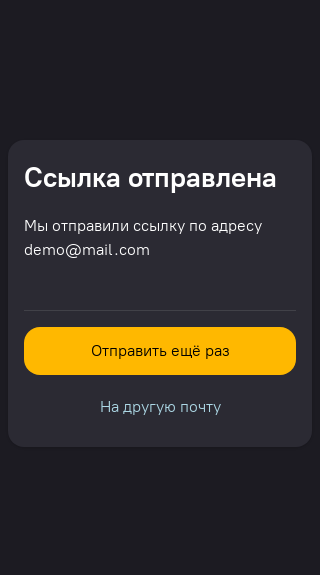 Ссылка отправлена
Мы отправили ссылку по адресу
demo@mail.com
Отправить ещё раз
На другую почту